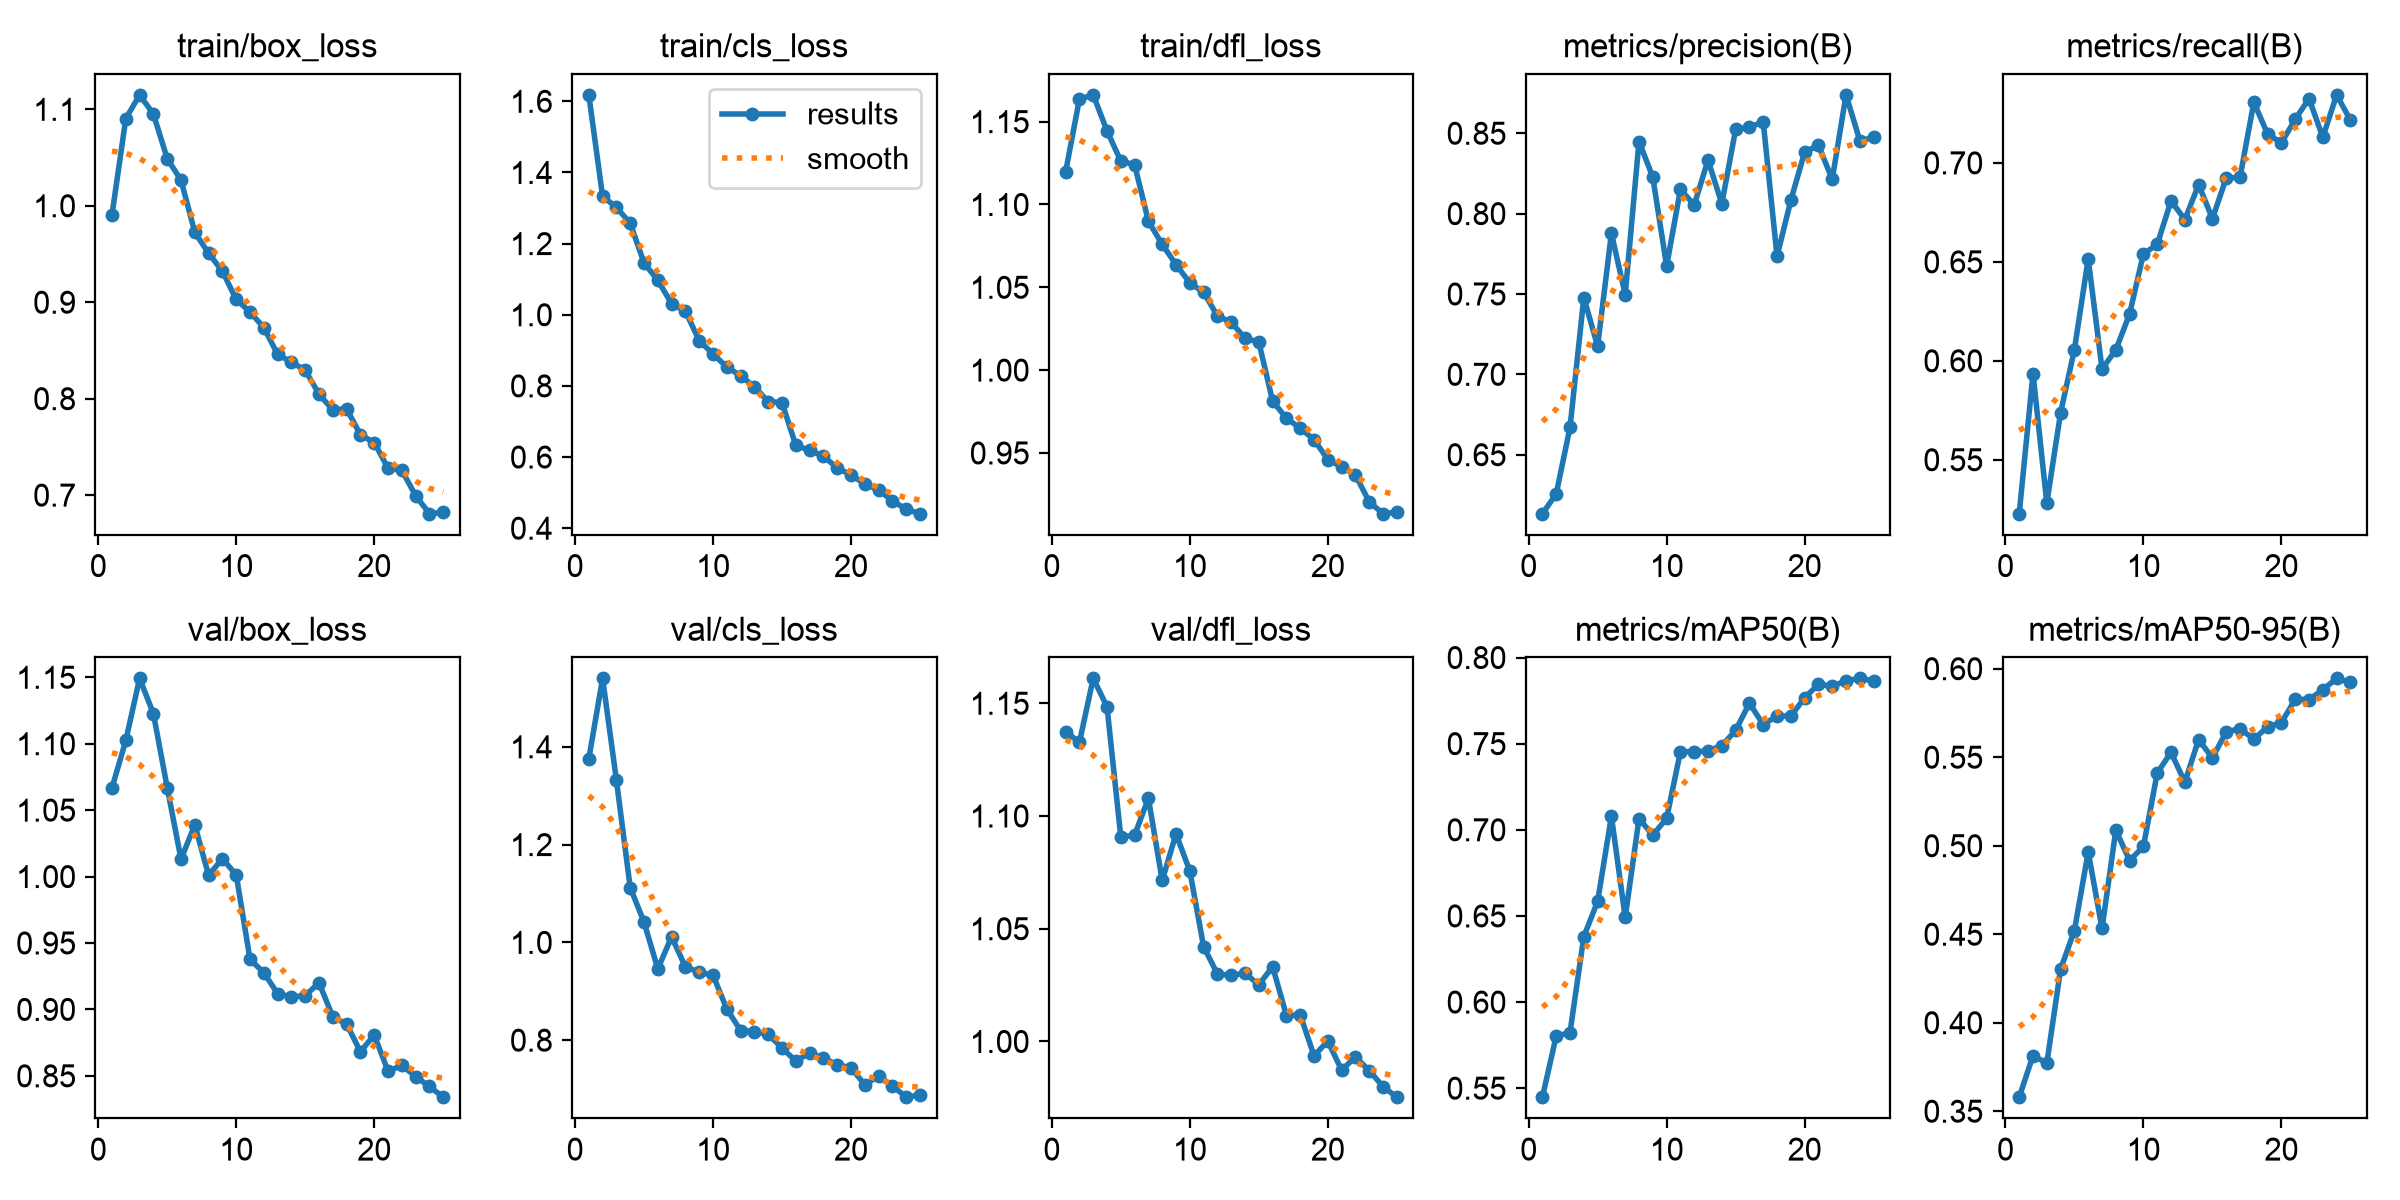 train/box_loss
train/cls_loss
train/dfl_loss
metrics/precision(B)
metrics/recall(B)
1.1
1.0
0.9
0.8
0.7
0 10 20
1.6
1.4
1.2
1.0
0.8
0.6
0.4
results
smooth
0 10 20
1.15
1.10
1.05
1.00
0.95
0 10 20
0.85
0.80
0.75
0.70
0.65
0 10 20
0.70
0.65
0.60
0.55
0 10 20
val/box_loss
val/cls_loss
val/dfl_loss
metrics/mAP50(B)
metrics/mAP50-95(B)
1.15
1.10
1.05
1.00
0.95
0.90
0.85
0 10 20
1.4
1.2
1.0
0.8
0 10 20
1.15
1.10
1.05
1.00
0 10 20
0.80
0.75
0.70
0.65
0.60
0.55
0 10 20
0.60
0.55
0.50
0.45
0.40
0.35
0 10 20